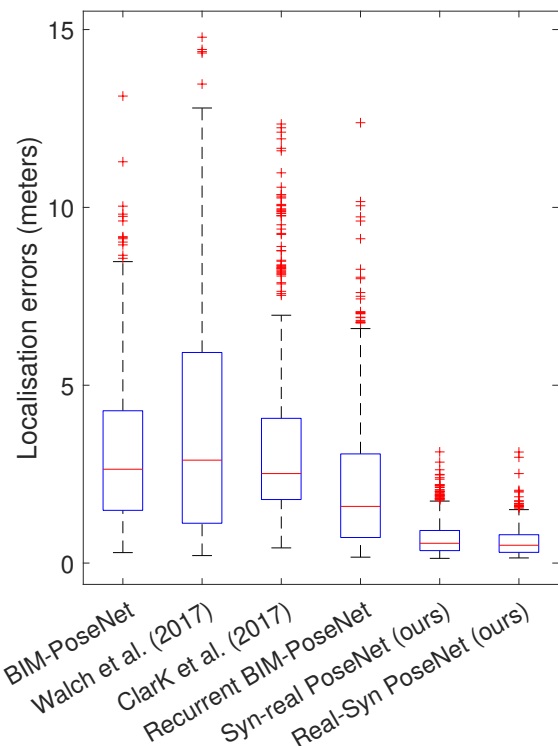 15
10
5
0
Localisation errors (meters)
BIM-PoseNet
Walch et al. (2017)
ClarK et al. (2017)
Recurrent BIM-PoseNet
Syn-real PoseNet (ours)
Real-Syn PoseNet (ours)